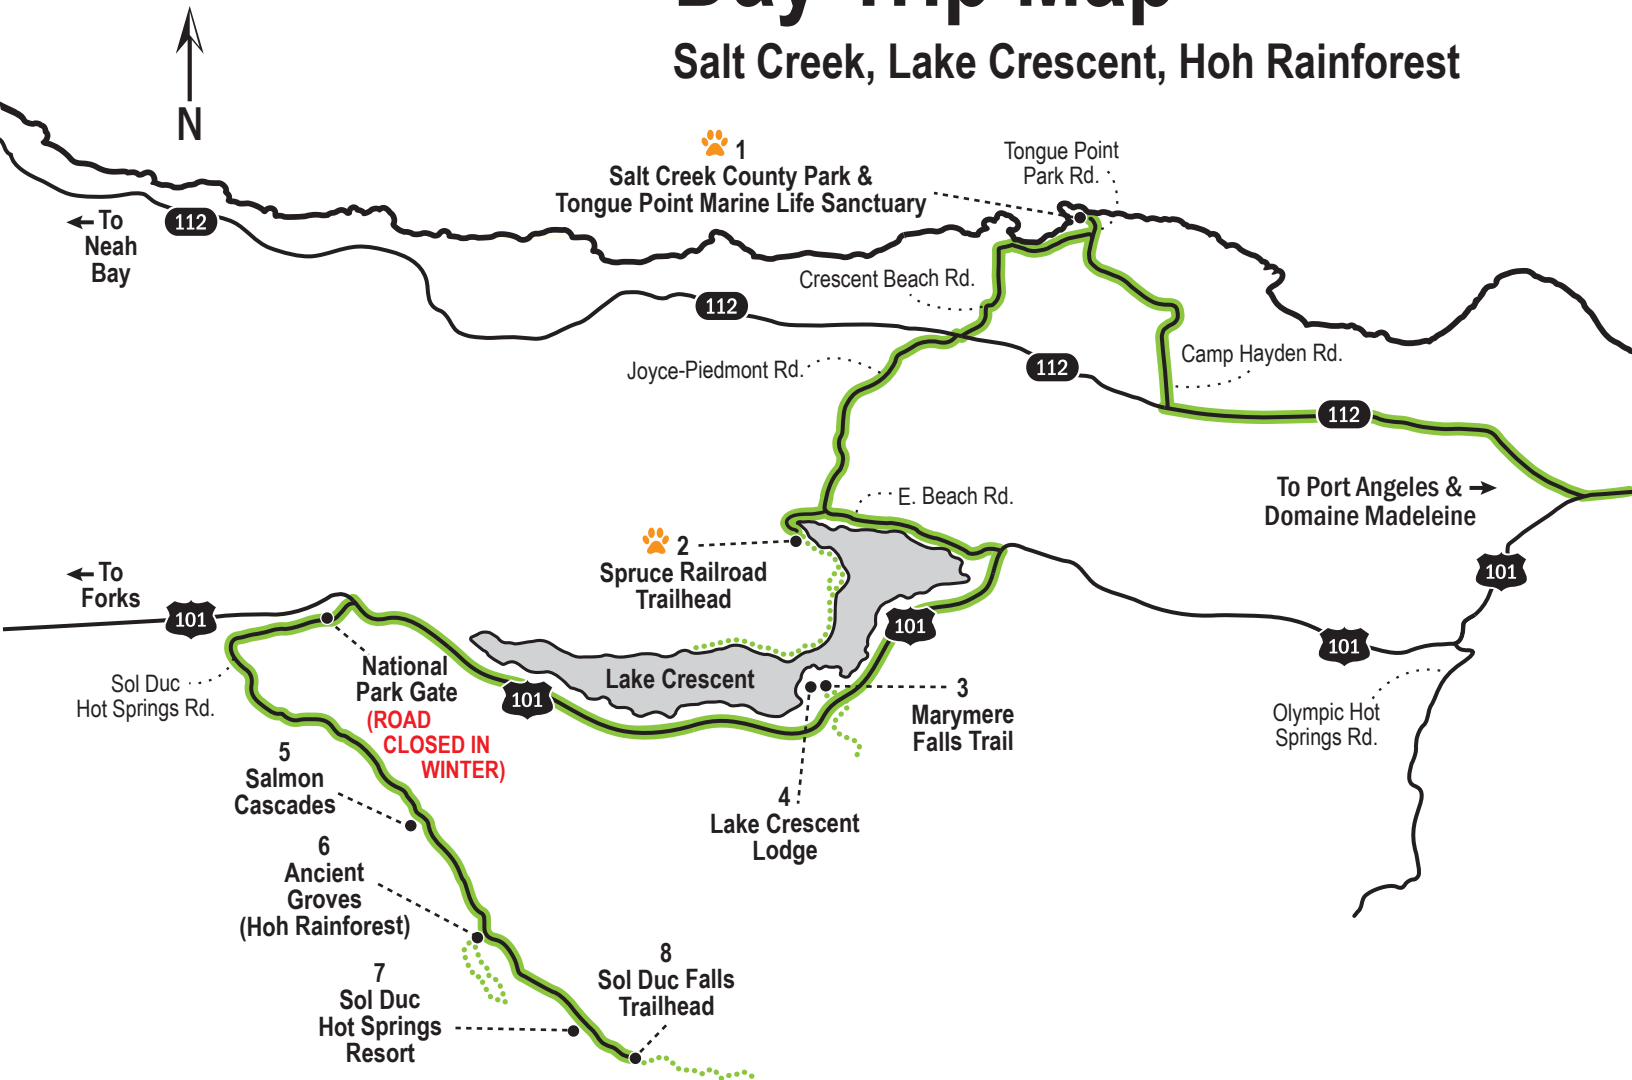 Day Trip Map
Salt Creek, Lake Crescent, Hoh Rainforest
N
1
Salt Creek County Park &
Tongue Point Marine Life Sanctuary
Tongue Point
Park Rd.
To
Neah
Bay
112
Crescent Beach Rd.
112
Joyce-Piedmont Rd.
112
Camp Hayden Rd.
112
To Port Angeles &
Domaine Madeleine
E. Beach Rd.
2
Spruce Railroad
Trailhead
To
Forks
101
101
101
101
101
National
Park Gate
(ROAD
CLOSED IN
WINTER)
Sol Duc
Hot Springs Rd.
Lake Crescent
3
Marymere
Falls Trail
Olympic Hot
Springs Rd.
4
Lake Crescent
Lodge
5
Salmon
Cascades
6
Ancient
Groves
(Hoh Rainforest)
7
Sol Duc
Hot Springs
Resort
8
Sol Duc Falls
Trailhead